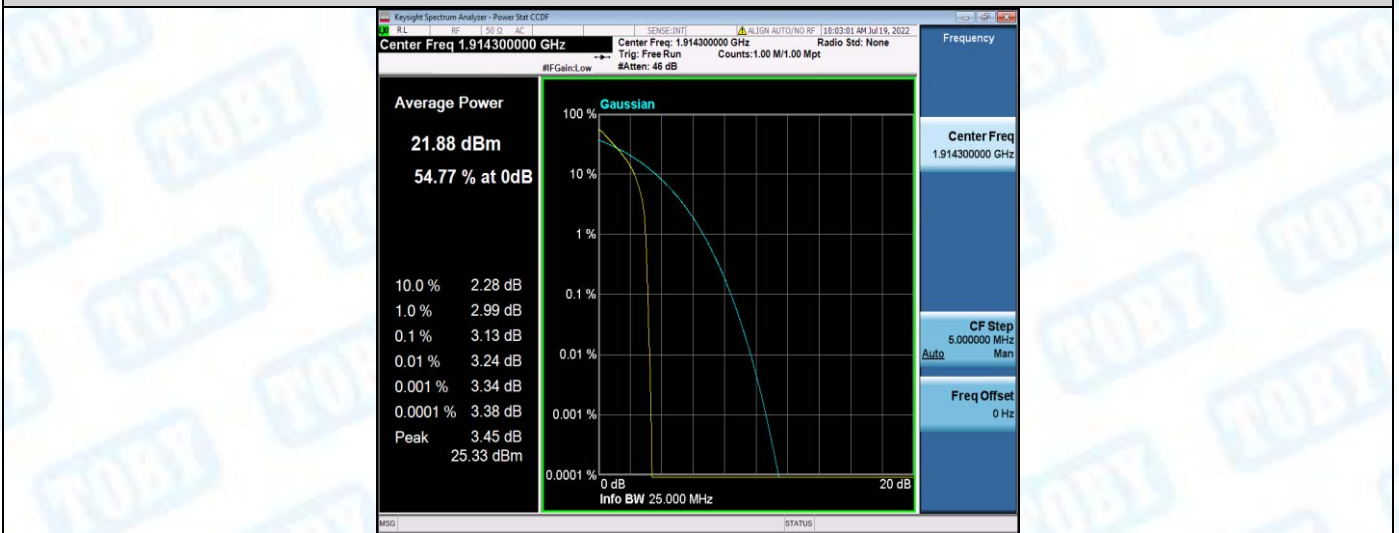 Keysight Spectrum Analyzer - Power Stat CCDF
RL RF 50 Ω AC SENSE:INT ALIGN AUTO/NO RF 10:03:01 AM Jul 19, 2022
Center Freq 1.914300000 GHz
Center Freq: 1.914300000 GHz Radio Std: None
Trig: Free Run Counts:1.00 M/1.00 Mpt
#IFGain:Low #Atten: 46 dB
Frequency
Average Power
21.88 dBm
54.77 % at 0dB
10.0 % 2.28 dB
1.0 % 2.99 dB
0.1 % 3.13 dB
0.01 % 3.24 dB
0.001 % 3.34 dB
0.0001 % 3.38 dB
Peak 3.45 dB
25.33 dBm
Gaussian
100 %
10 %
1 %
0.1 %
0.01 %
0.001 %
0.0001 %
0 dB 20 dB
Info BW 25.000 MHz
Center Freq
1.914300000 GHz
CF Step
5.000000 MHz
Auto Man
Freq Offset
0 Hz
MSG STATUS
TOBY
TOBY
TOBY
TOBY
TOBY
TOBY
TOBY
TOBY